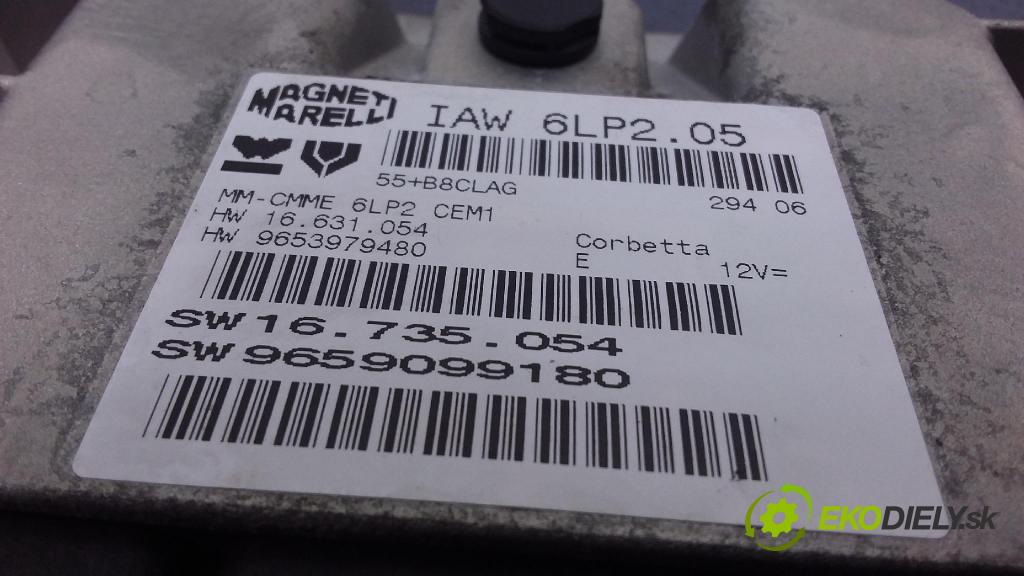 MAGNETI
MARELLI
IAW 6LP2.05
55+B8CLAG
294 06
MM-CMME 6LP2 CEM1
HW 16.631.054
HW 9653979480
Corbetta
E
12V=
SW 16.735.054
SW 9659099180
EKODIELY.sk